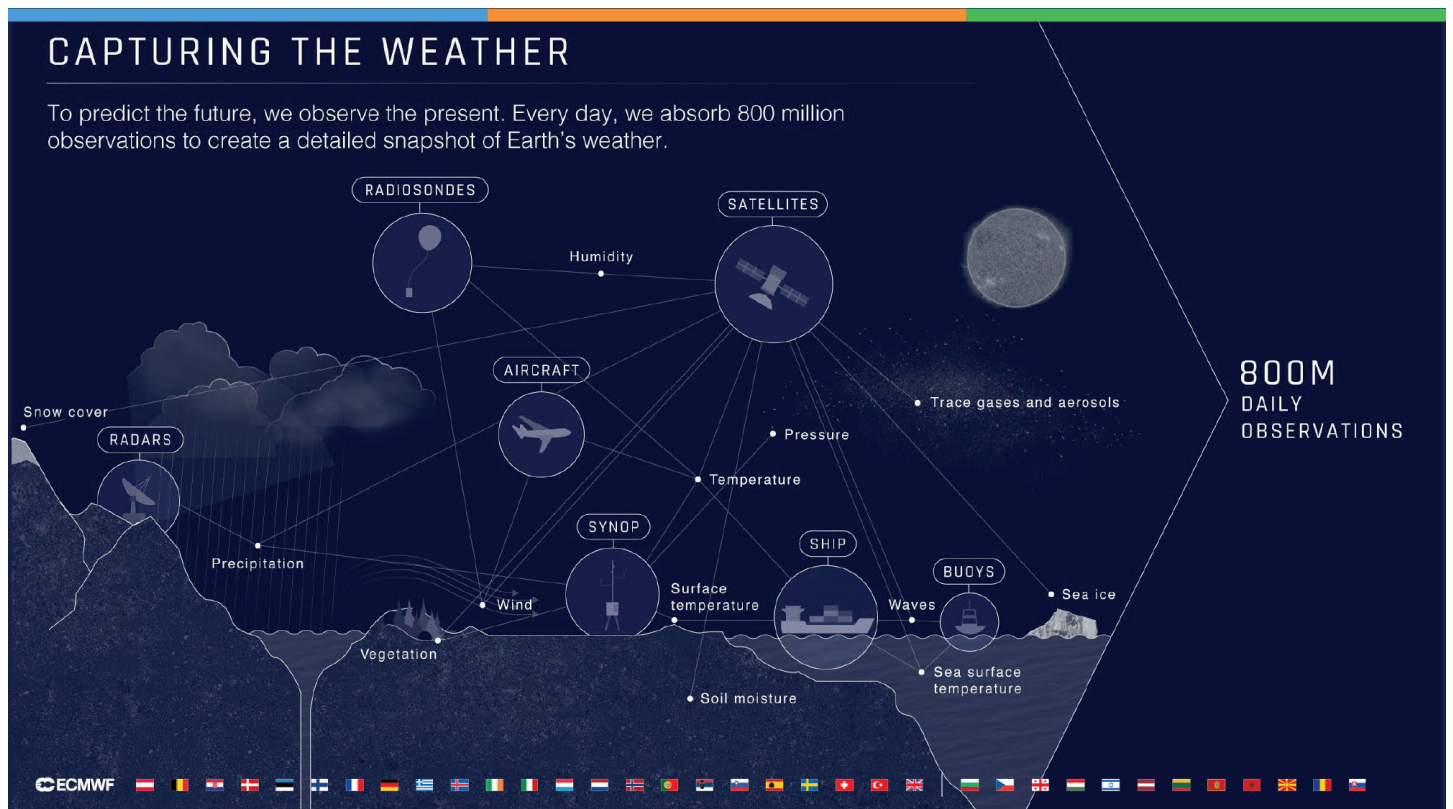 CAPTURING THE WEATHER
To predict the future, we observe the present. Every day, we absorb 800 million
observations to create a detailed snapshot of Earth's weather.
RADIOSONDES
SATELLITES
Humidity
AIRCRAFT
800M
DAILY
OBSERVATIONS
Snow cover
RADARS
Trace gases and aerosols
Pressure
Temperature
SYNOP
SHIP
Precipitation
BUOYS
Surface
temperature
Wind
Waves
Sea ice
Vegetation
Sea surface
temperature
Soil moisture
ECMWF